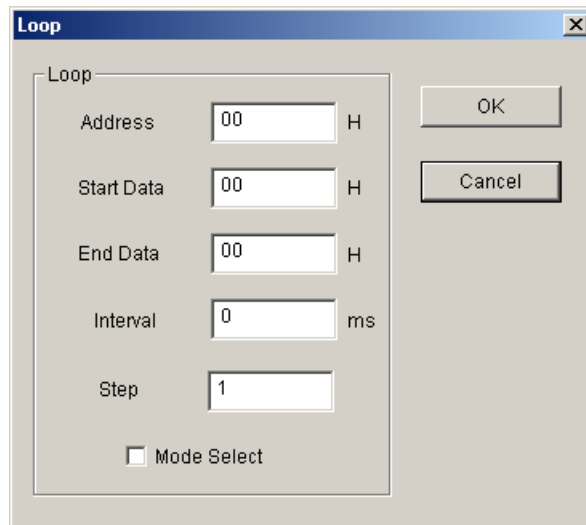 Loop
Loop
Address 00 H
Start Data 00 H
End Data 00 H
Interval 0 ms
Step 1
Mode Select
OK
Cancel